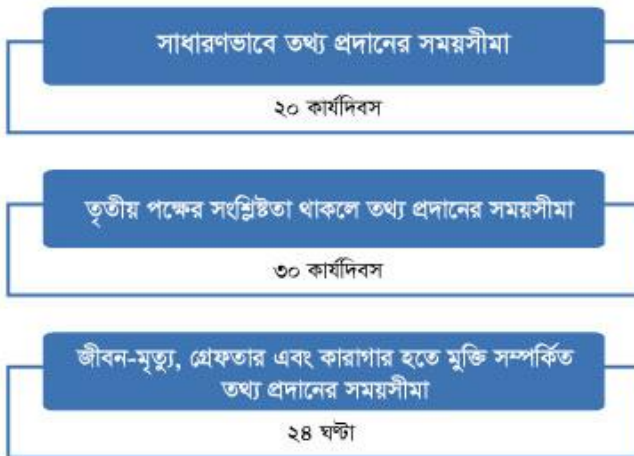 সাধারণভাবে তথ্য প্রদানের সময়সীমা
২০ কার্যদিবস
তৃতীয় পক্ষের সংশ্লিষ্টতা থাকলে তথ্য প্রদানের সময়সীমা
৩০ কার্যদিবস
জীবন-মৃত্যু, গ্রেফতার এবং কারাগার হতে মুক্তি সম্পর্কিত
তথ্য প্রদানের সময়সীমা
২৪ ঘণ্টা